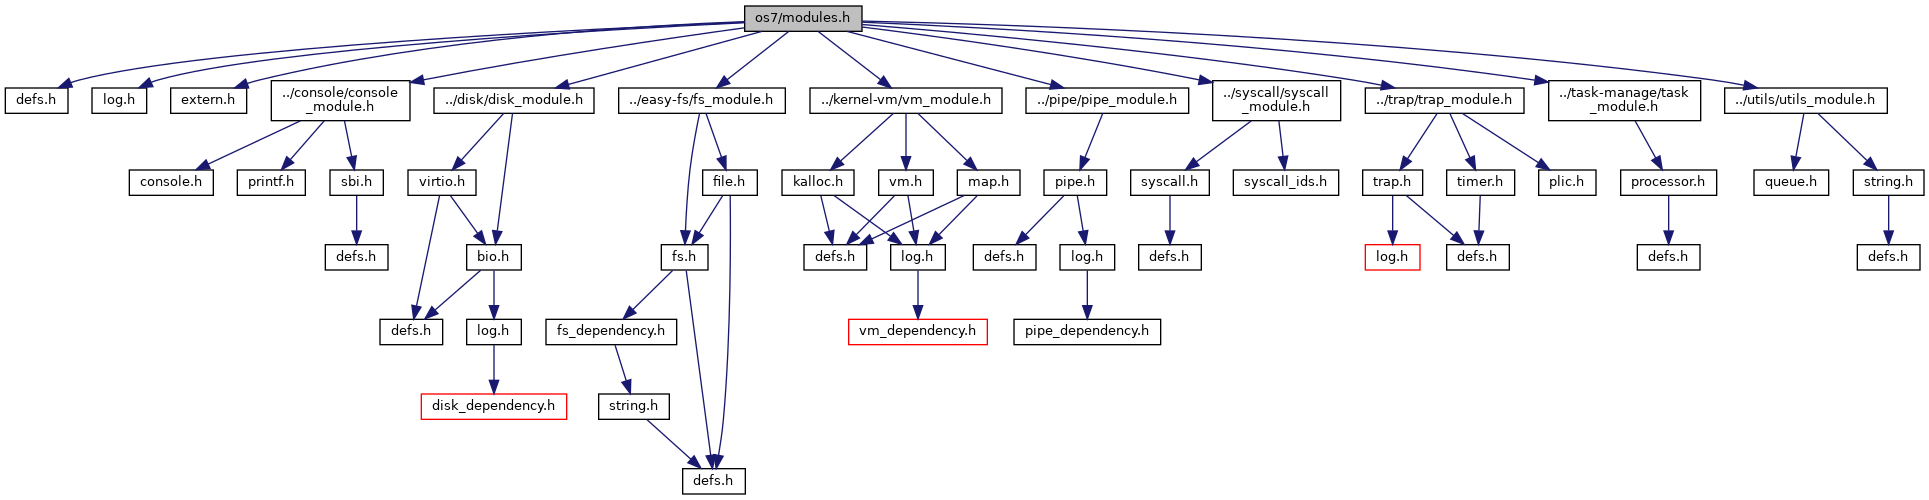 os7/modules.h
defs.h
log.h
extern.h
../console/console
_module.h
../disk/disk_module.h
../easy-fs/fs_module.h
../kernel-vm/vm_module.h
../pipe/pipe_module.h
../syscall/syscall
_module.h
../trap/trap_module.h
../task-manage/task
_module.h
../utils/utils_module.h
console.h
printf.h
sbi.h
virtio.h
file.h
kalloc.h
vm.h
map.h
pipe.h
syscall.h
syscall_ids.h
trap.h
timer.h
plic.h
processor.h
queue.h
string.h
defs.h
bio.h
fs.h
defs.h
log.h
defs.h
log.h
defs.h
log.h
defs.h
defs.h
defs.h
defs.h
log.h
fs_dependency.h
vm_dependency.h
pipe_dependency.h
disk_dependency.h
string.h
defs.h